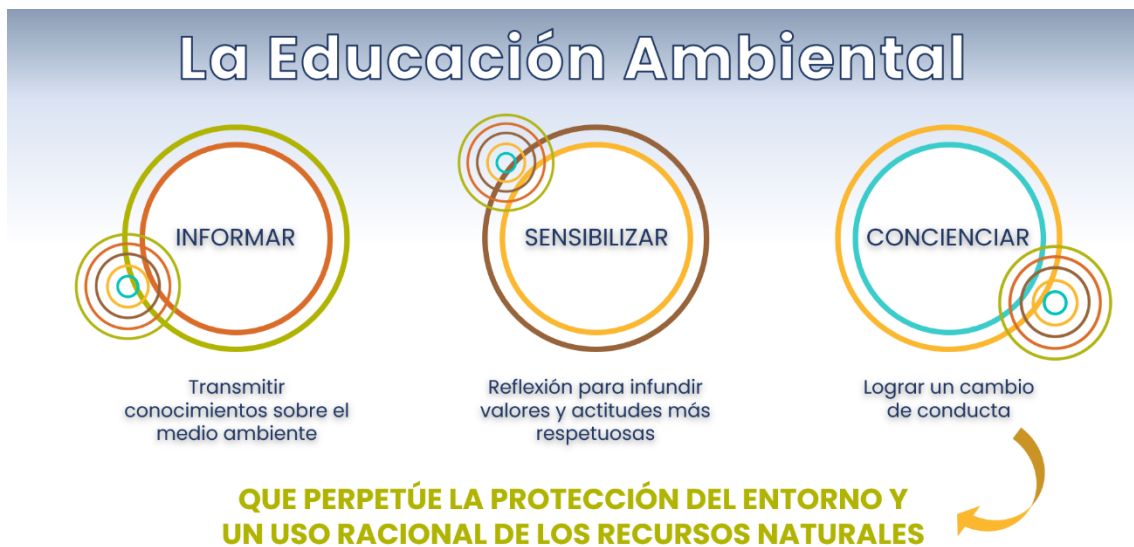 La Educación Ambiental
INFORMAR
Transmitir
conocimientos sobre el
medio ambiente
SENSIBILIZAR
Reflexión para infundir
valores y actitudes más
respetuosas
CONCIENCIAR
Lograr un cambio
de conducta
QUE PERPETÚE LA PROTECCIÓN DEL ENTORNO Y
UN USO RACIONAL DE LOS RECURSOS NATURALES